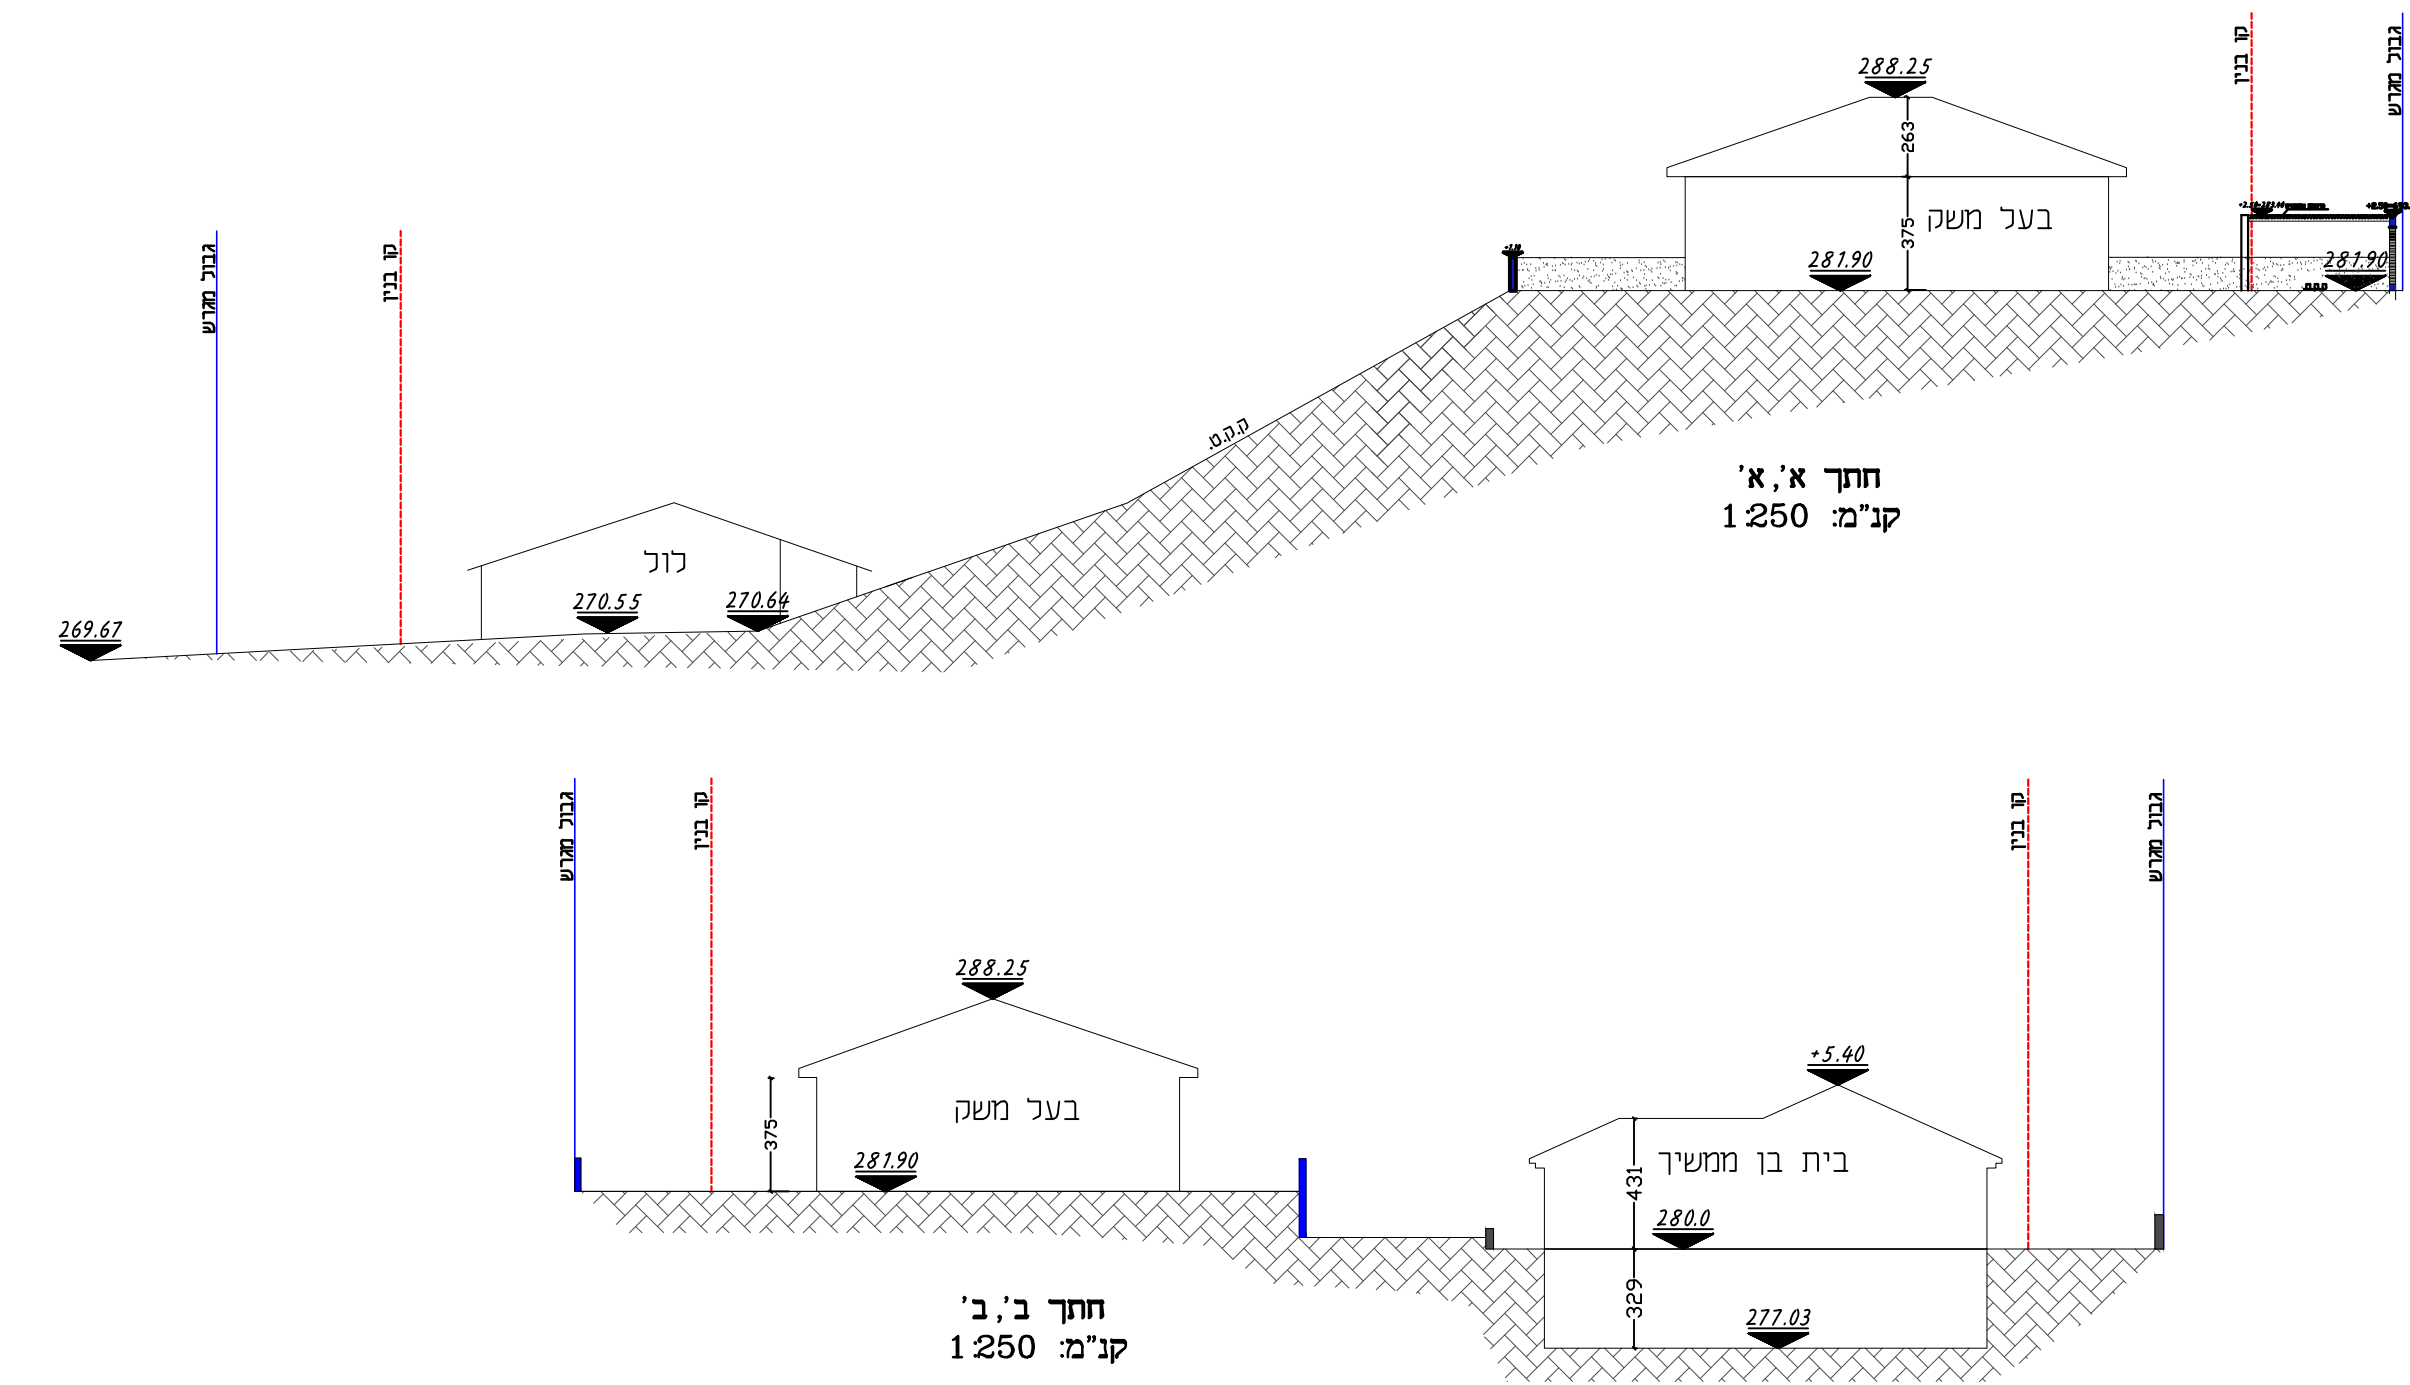 קו בנין
גבול מגרש
288.25
263
375
בעל משק
281.90
281.90
גבול מגרש
קו בנין
ק.ק.ט.
חתך א', א'
קנ"מ: 1:250
לול
270.55
270.64
269.67
גבול מגרש
קו בנין
קו בנין
גבול מגרש
288.25
375
בעל משק
281.90
+5.40
431
בית בן ממשיך
280.0
329
277.03
חתך ב', ב'
קנ"מ: 1:250